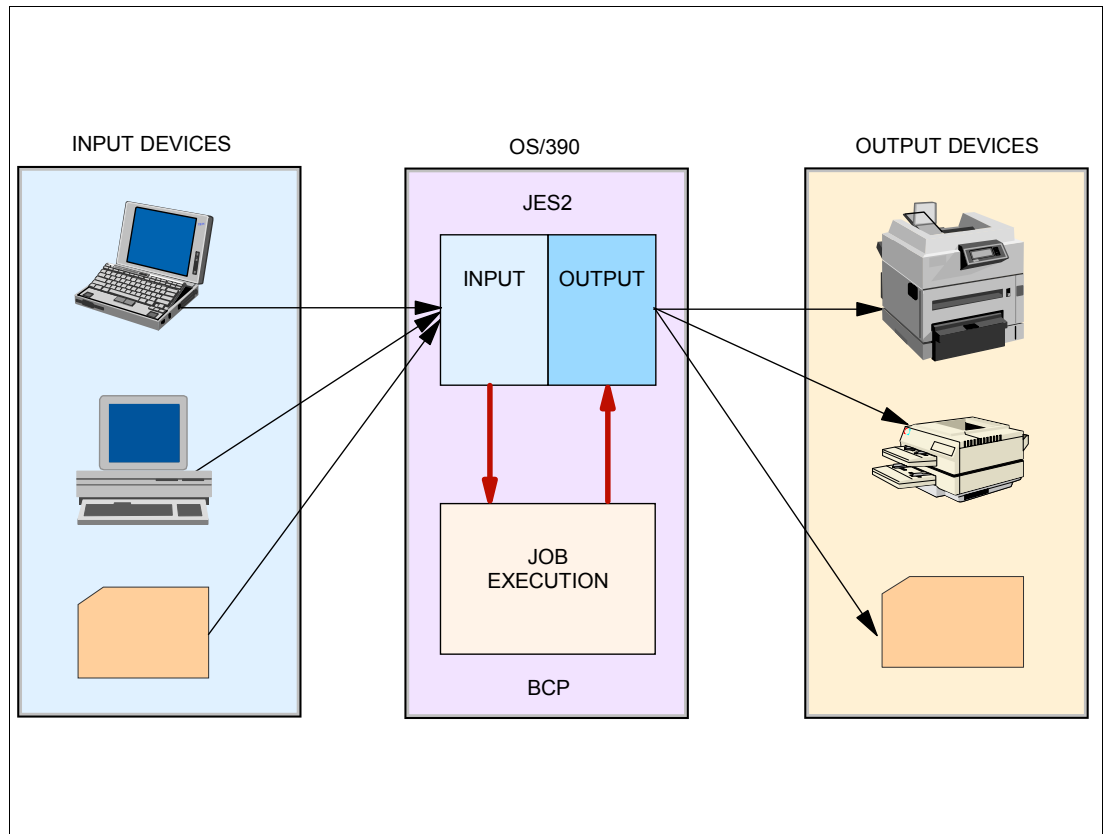 INPUT DEVICES
OS/390
OUTPUT DEVICES
JES2
INPUT
OUTPUT
JOB
EXECUTION
BCP